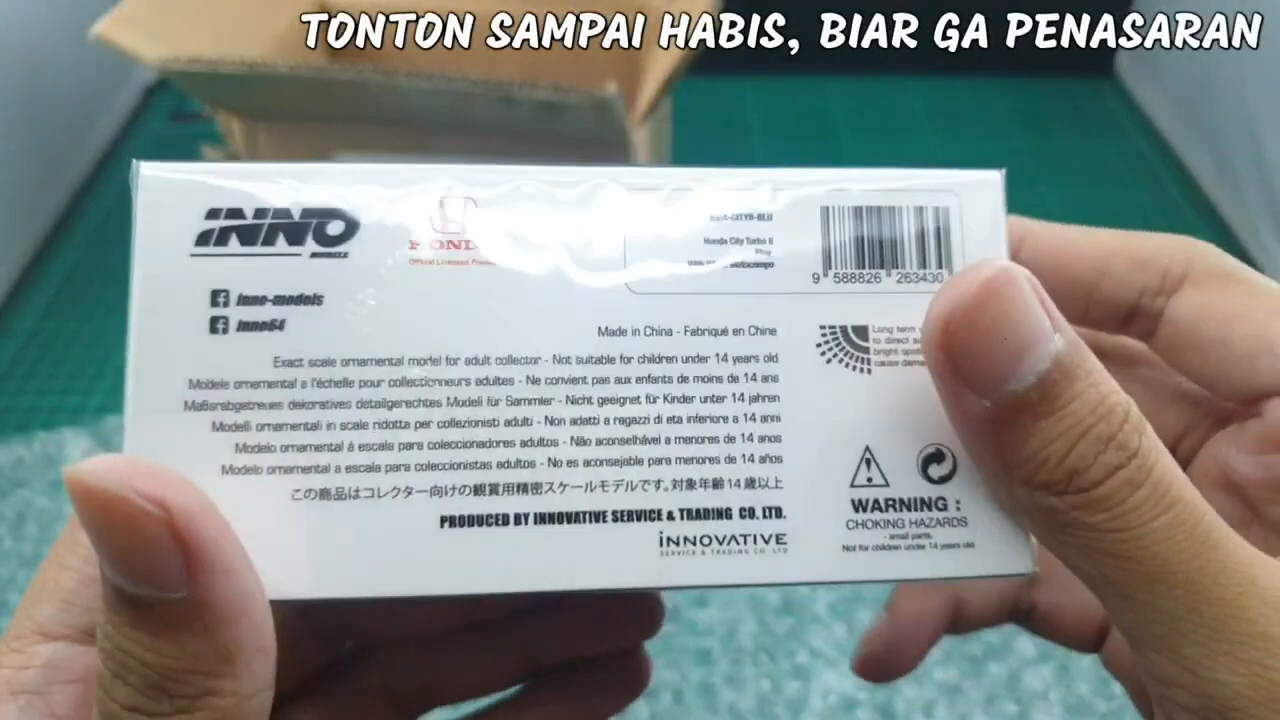 TONTON SAMPAI HABIS, BIAR GA PENASARAN
INNO
Official Licensed Product
Honda City Turbo II
9 588826 263430
inno-models
inno64
Made in China - Fabriqué en Chine
Long term
to direct
bright
cause
Exact scale ornamental model for adult collector - Not suitable for children under 14 years old
Modele ornemental a l'échelle pour collectionneurs adultes - Ne convient pas aux enfants de moins de 14 ans
Maßsrabgetreues dekoratives detailgerechtes Modell für Sammler - Nicht geeignet für Kinder unter 14 jahren
Modelli ornamentali in scale ridotta per collezionisti adulti - Non adatti a ragazzi di eta inferiore a 14 anni
Modelo ornamental á escala para coleccionadores adultos - Não aconselhável a menores de 14 anos
Modelo ornamental a escala para coleccionistas adultos - No es aconsejable para menores de 14 años
この商品はコレクター向けの観賞用精密スケールモデルです。対象年齢14歳以上
PRODUCED BY INNOVATIVE SERVICE & TRADING CO. LTD.
INNOVATIVE
SERVICE & TRADING CO. LTD
WARNING :
CHOKING HAZARDS
- small parts.
Not for children under 14 years old